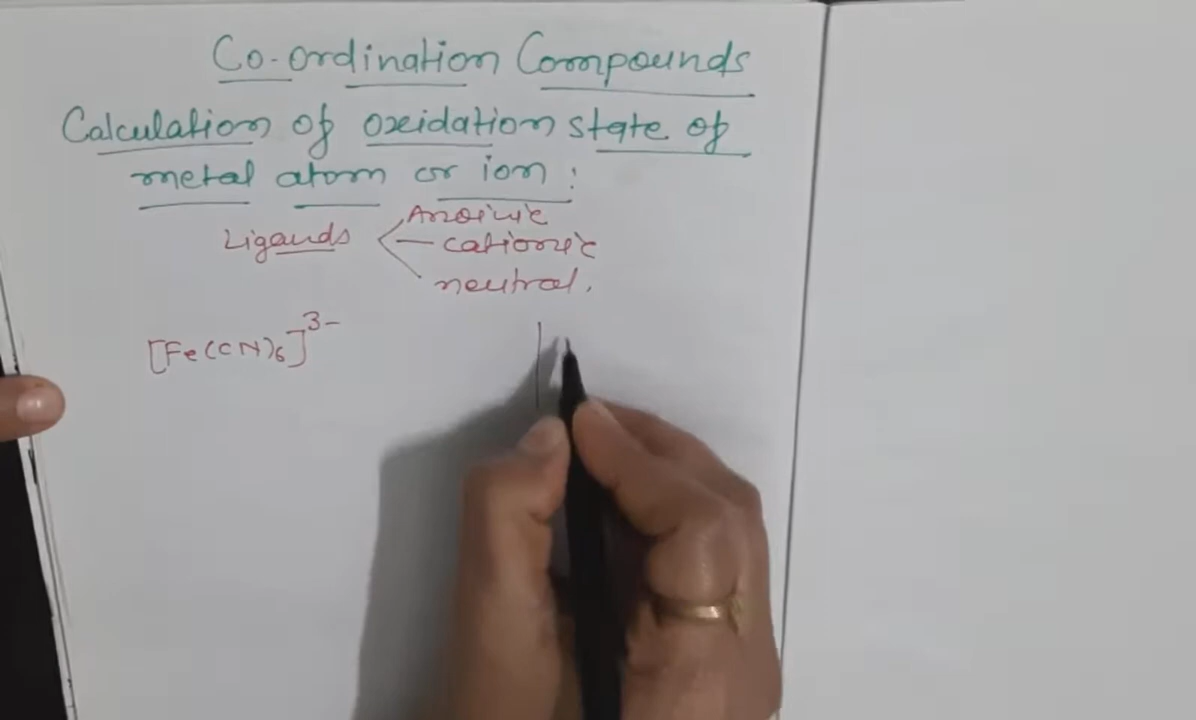 Co-ordination Compounds
Calculation of oxidation state of
metal atom or ion :
Ligands
Anoinic
cationic
neutral.
[Fe(CN)6]3-